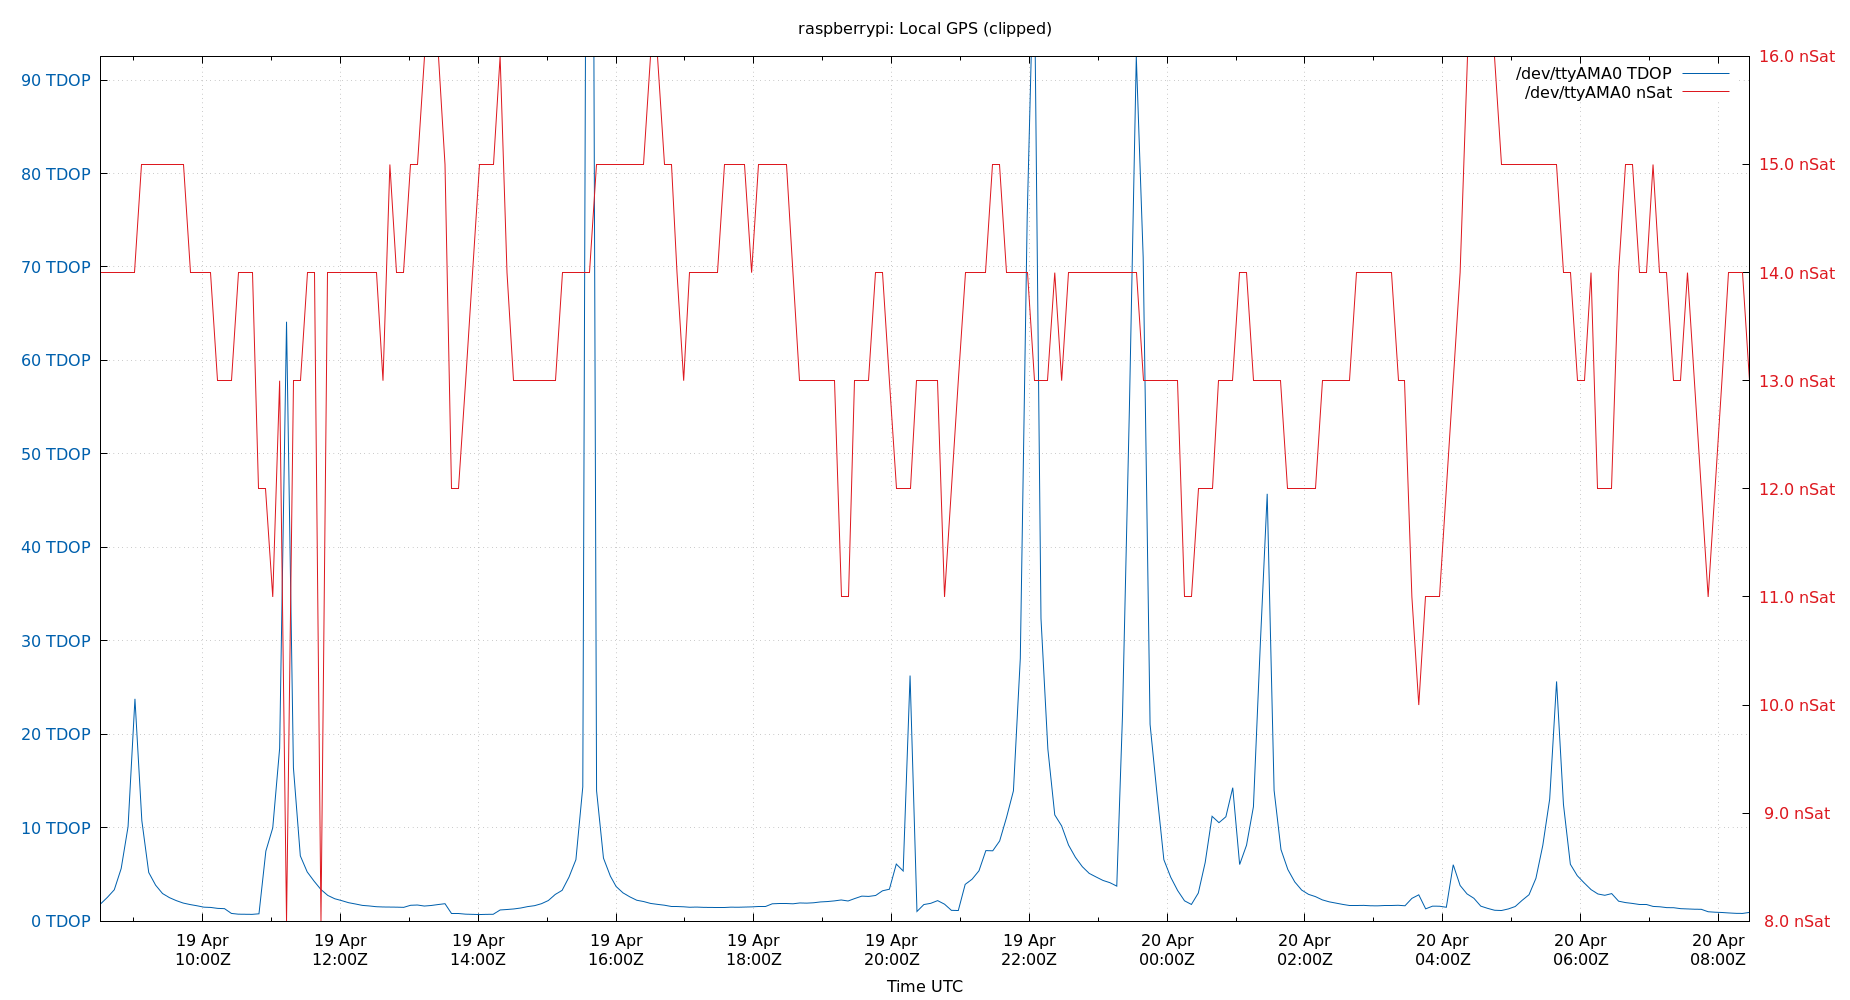 raspberrypi: Local GPS (clipped)
/dev/ttyAMA0 TDOP
/dev/ttyAMA0 nSat
90 TDOP
80 TDOP
70 TDOP
60 TDOP
50 TDOP
40 TDOP
30 TDOP
20 TDOP
10 TDOP
0 TDOP
16.0 nSat
15.0 nSat
14.0 nSat
13.0 nSat
12.0 nSat
11.0 nSat
10.0 nSat
9.0 nSat
8.0 nSat
19 Apr
10:00Z
19 Apr
12:00Z
19 Apr
14:00Z
19 Apr
16:00Z
19 Apr
18:00Z
19 Apr
20:00Z
19 Apr
22:00Z
20 Apr
00:00Z
20 Apr
02:00Z
20 Apr
04:00Z
20 Apr
06:00Z
20 Apr
08:00Z
Time UTC